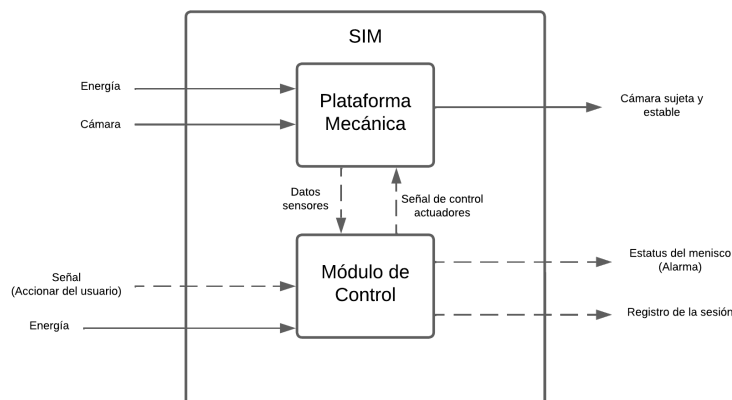 SIM
Energía
Cámara
Plataforma
Mecánica
Cámara sujeta y
estable
Datos
sensores
Señal de control
actuadores
Señal
(Accionar del usuario)
Energía
Módulo de
Control
Estatus del menisco
(Alarma)
Registro de la sesión